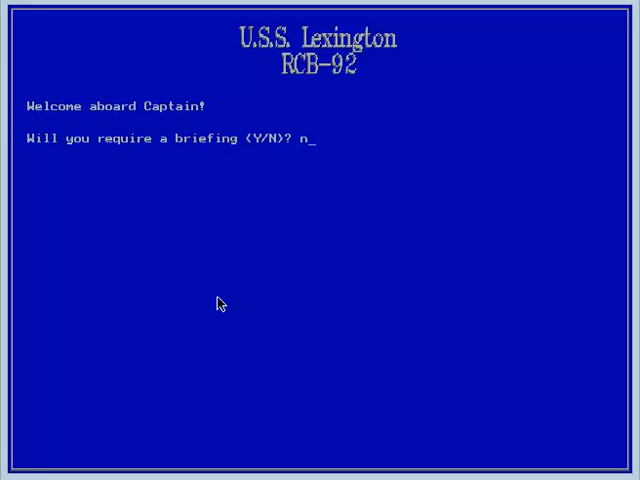 U.S.S. Lexington
RCB-92
Welcome aboard Captain!
Will you require a briefing (Y/N)? n_